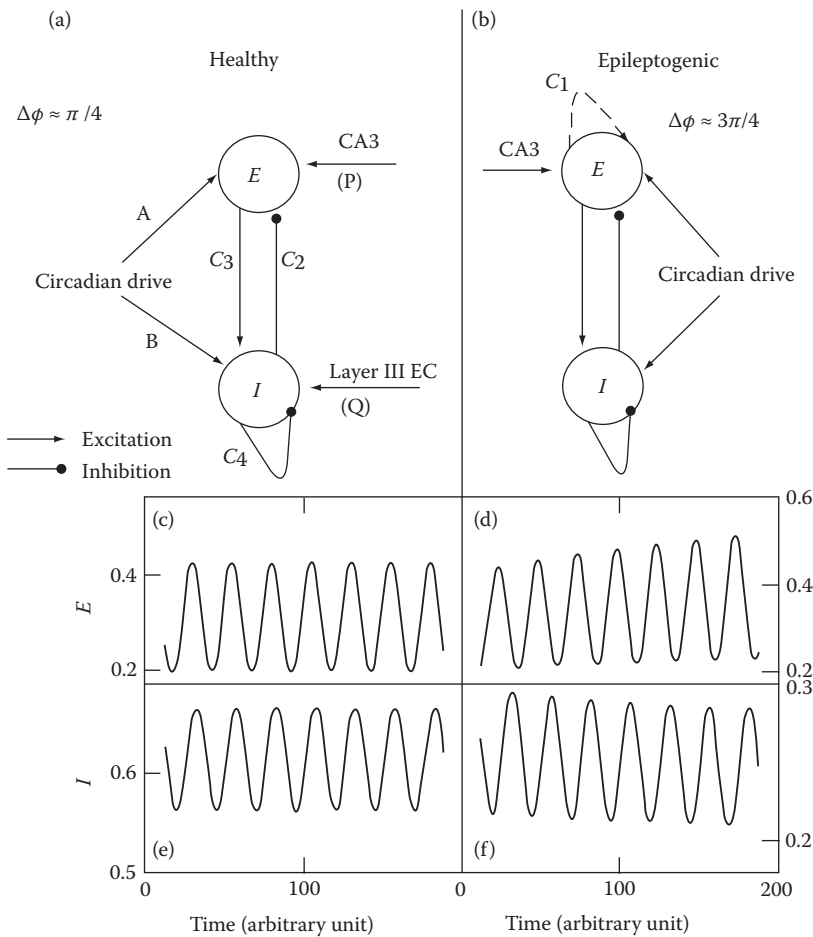 (a)
Healthy
Δϕ ≈ π /4
E
CA3
(P)
A
C3
C2
Circadian drive
B
I
Layer III EC
(Q)
C4
Excitation
Inhibition
(b)
Epileptogenic
C1
Δϕ ≈ 3π/4
CA3
E
Circadian drive
I
(c)
0.4
E
0.2
(d)
0.6
0.4
0.2
(e)
I
0.6
0.5
(f)
0.3
0.2
0
100
0
100
200
Time (arbitrary unit)
Time (arbitrary unit)